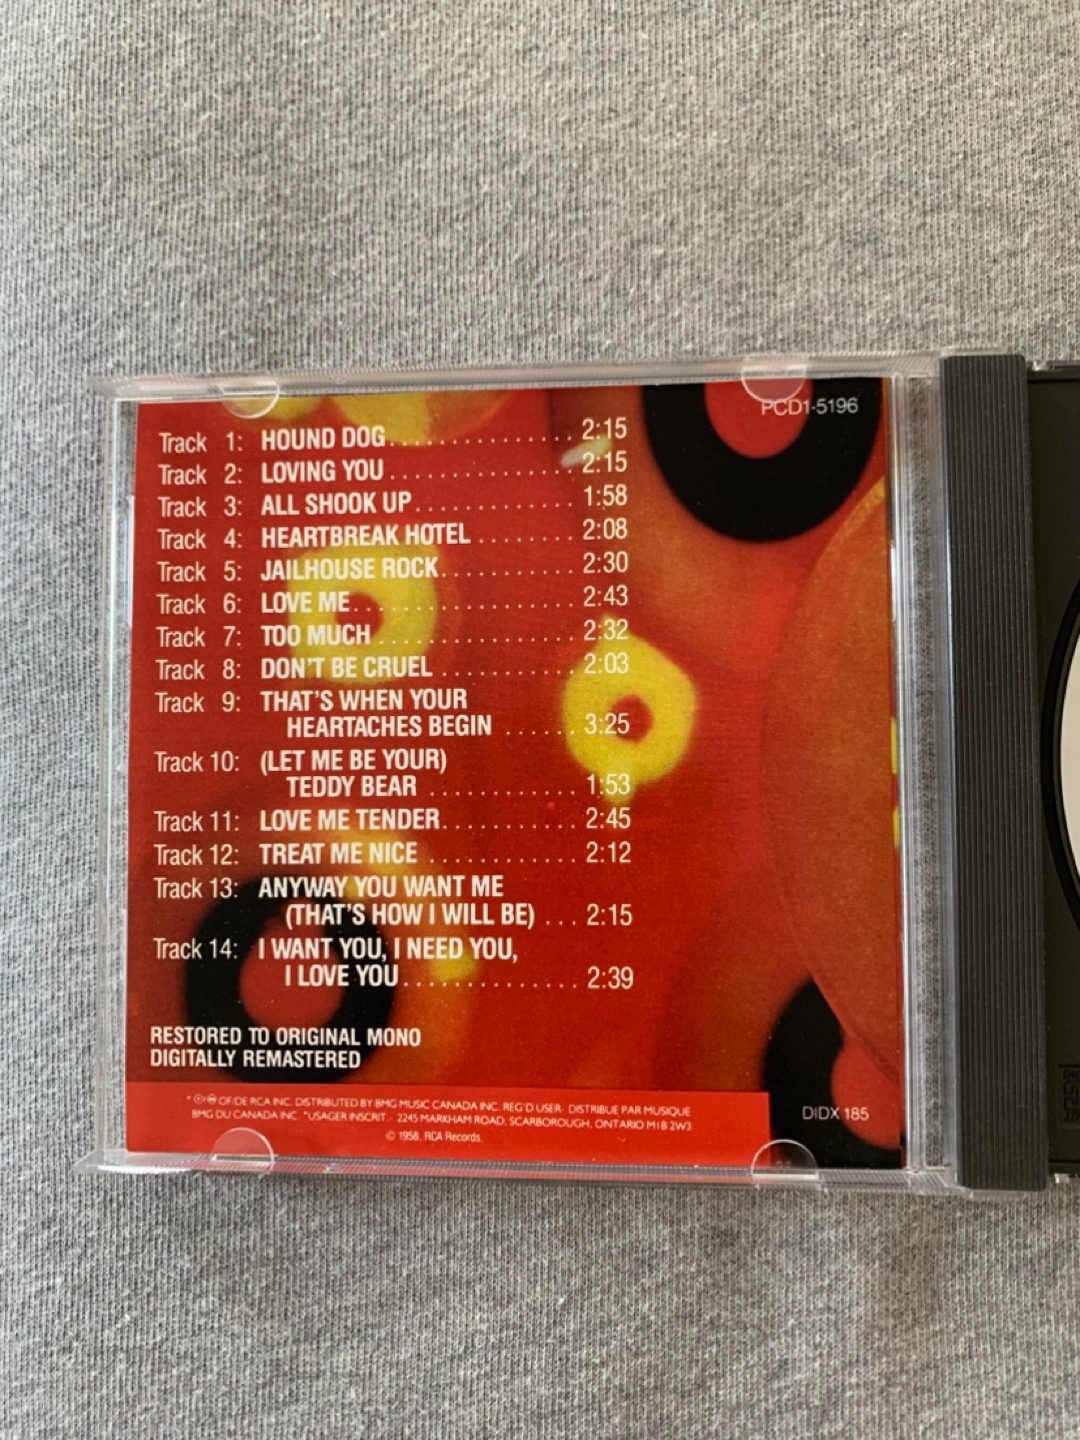 PCD1-5196
Track 1: HOUND DOG............... 2:15
Track 2: LOVING YOU ............... 2:15
Track 3: ALL SHOOK UP............. 1:58
Track 4: HEARTBREAK HOTEL ........ 2:08
Track 5: JAILHOUSE ROCK........... 2:30
Track 6: LOVE ME.................. 2:43
Track 7: TOO MUCH ................ 2:32
Track 8: DON'T BE CRUEL ........... 2:03
Track 9: THAT'S WHEN YOUR
HEARTACHES BEGIN ...... 3:25
Track 10: (LET ME BE YOUR)
TEDDY BEAR ............ 1:53
Track 11: LOVE ME TENDER........... 2:45
Track 12: TREAT ME NICE ............ 2:12
Track 13: ANYWAY YOU WANT ME
(THAT'S HOW I WILL BE) ... 2:15
Track 14: I WANT YOU, I NEED YOU,
I LOVE YOU.............. 2:39
RESTORED TO ORIGINAL MONO
DIGITALLY REMASTERED
OF/DE RCA INC. DISTRIBUTED BY BMG MUSIC CANADA INC. REG'D USER· DISTRIBUE PAR MUSIQUE
BMG DU CANADA INC. *USAGER INSCRIT.· 2245 MARKHAM ROAD, SCARBOROUGH, ONTARIO M1B 2W3
© 1958, RCA Records.
DIDX 185